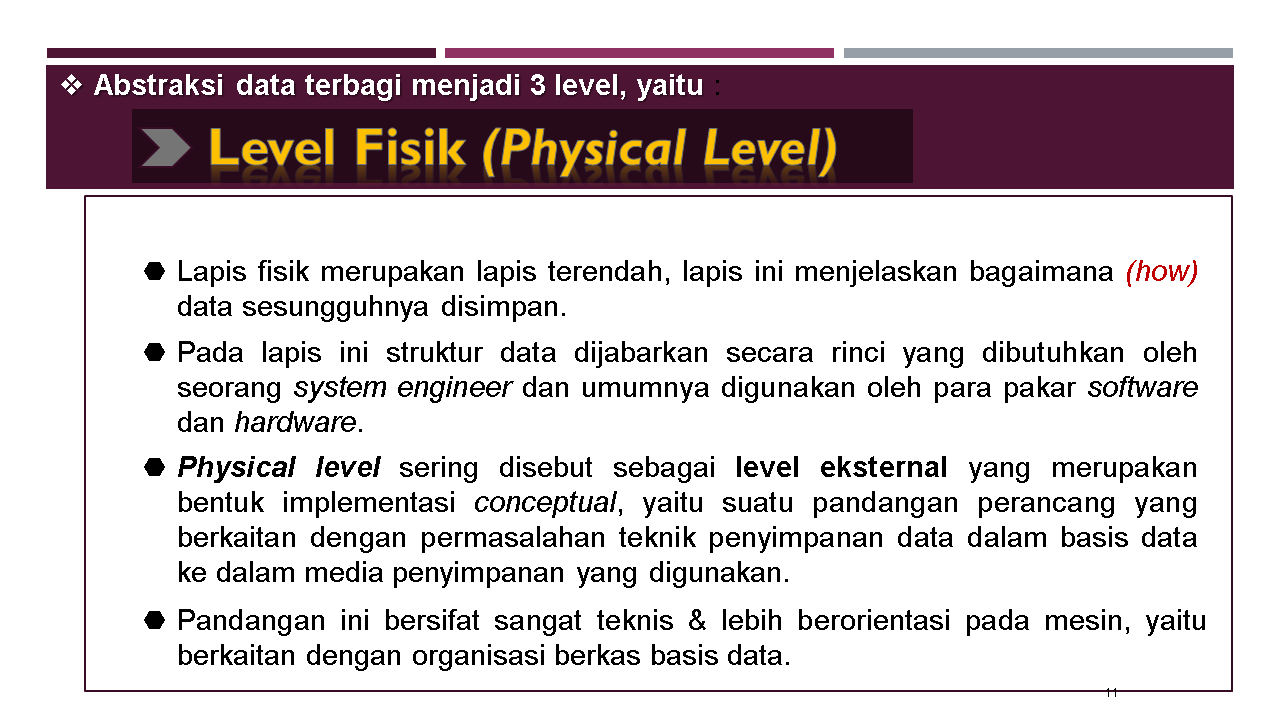 ❖ Abstraksi data terbagi menjadi 3 level, yaitu :
Level Fisik (Physical Level)
Lapis fisik merupakan lapis terendah, lapis ini menjelaskan bagaimana (how)
data sesungguhnya disimpan.
Pada lapis ini struktur data dijabarkan secara rinci yang dibutuhkan oleh
seorang system engineer dan umumnya digunakan oleh para pakar software
dan hardware.
Physical level sering disebut sebagai level eksternal yang merupakan
bentuk implementasi conceptual, yaitu suatu pandangan perancang yang
berkaitan dengan permasalahan teknik penyimpanan data dalam basis data
ke dalam media penyimpanan yang digunakan.
Pandangan ini bersifat sangat teknis & lebih berorientasi pada mesin, yaitu
berkaitan dengan organisasi berkas basis data.
11